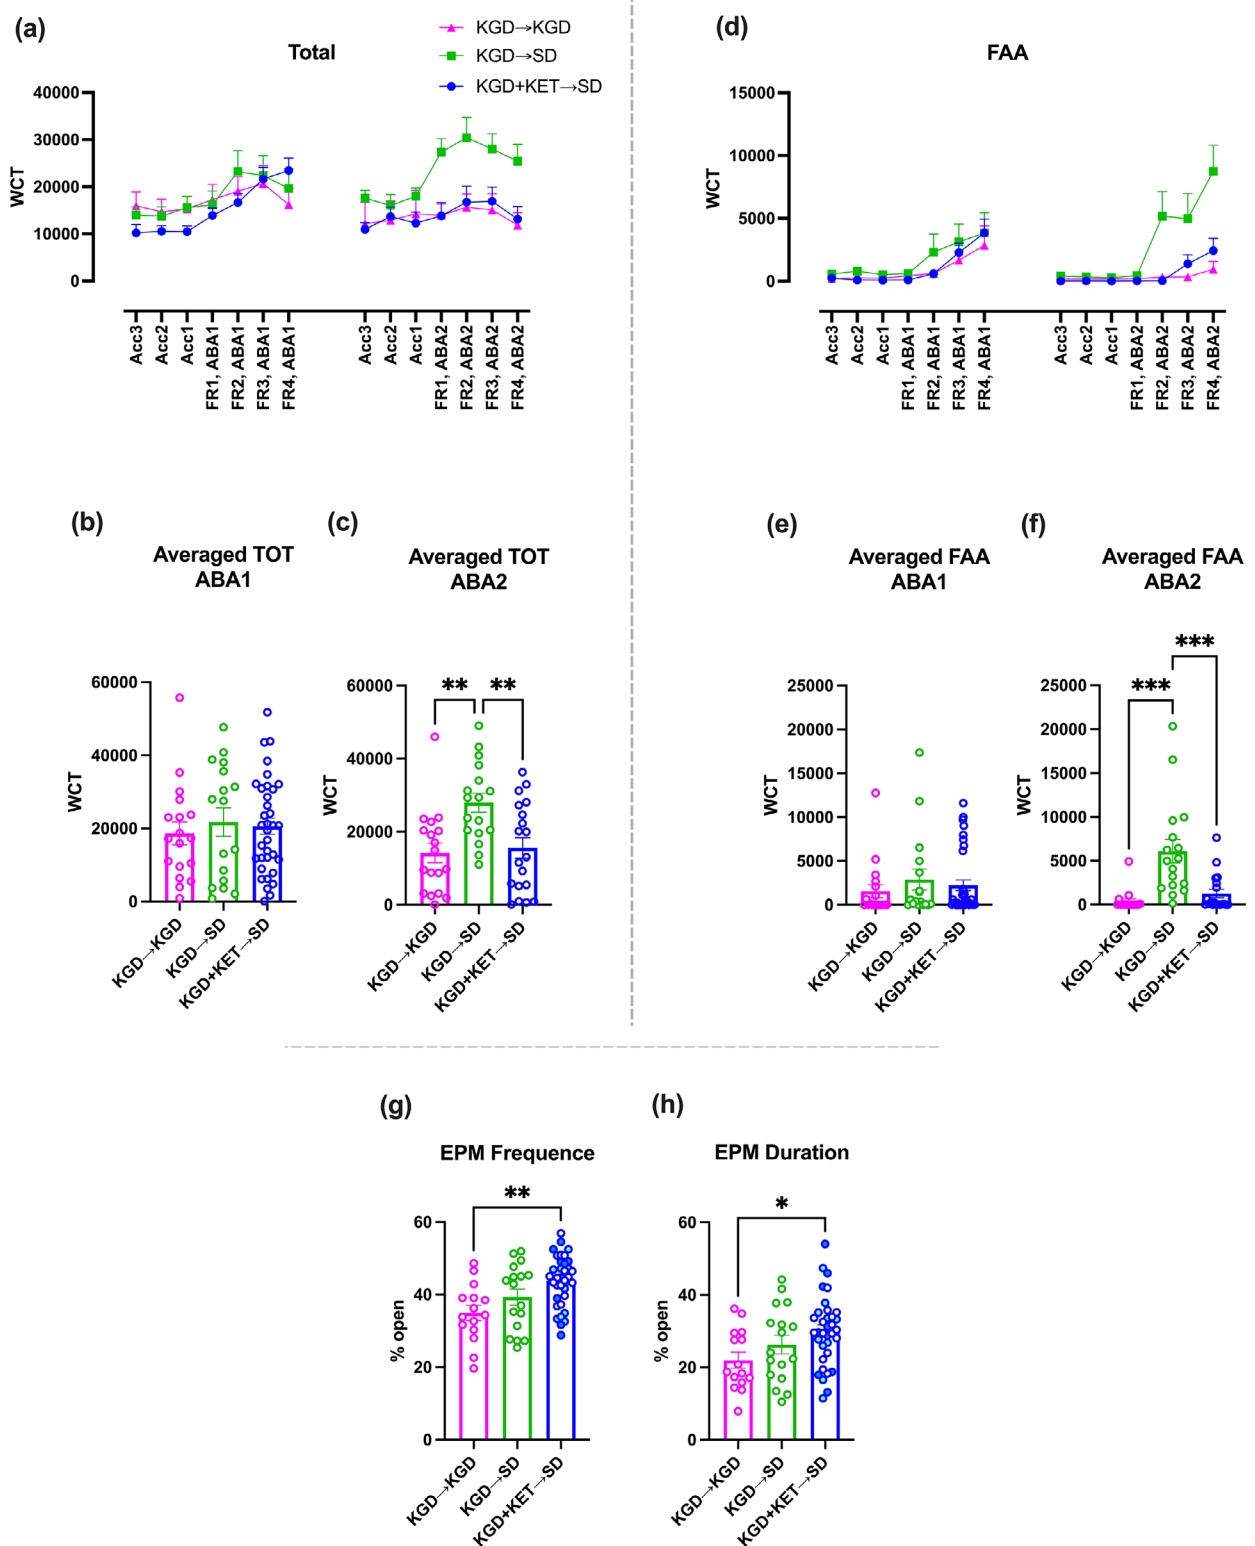 (a)
Total
KGD→KGD
KGD→SD
KGD+KET→SD
WCT
40000
30000
20000
10000
0
Acc3
Acc2
Acc1
FR1, ABA1
FR2, ABA1
FR3, ABA1
FR4, ABA1
Acc3
Acc2
Acc1
FR1, ABA2
FR2, ABA2
FR3, ABA2
FR4, ABA2
(d)
FAA
WCT
15000
10000
5000
0
Acc3
Acc2
Acc1
FR1, ABA1
FR2, ABA1
FR3, ABA1
FR4, ABA1
Acc3
Acc2
Acc1
FR1, ABA2
FR2, ABA2
FR3, ABA2
FR4, ABA2
(b)
Averaged TOT
ABA1
WCT
60000
40000
20000
0
KGD→KGD
KGD→SD
KGD+KET→SD
(c)
Averaged TOT
ABA2
** **
WCT
60000
40000
20000
0
KGD→KGD
KGD→SD
KGD+KET→SD
(e)
Averaged FAA
ABA1
WCT
25000
20000
15000
10000
5000
0
KGD→KGD
KGD→SD
KGD+KET→SD
(f)
Averaged FAA
ABA2
***
***
WCT
25000
20000
15000
10000
5000
0
KGD→KGD
KGD→SD
KGD+KET→SD
(g)
EPM Frequence
**
% open
60
40
20
0
KGD→KGD
KGD→SD
KGD+KET→SD
(h)
EPM Duration
*
% open
60
40
20
0
KGD→KGD
KGD→SD
KGD+KET→SD